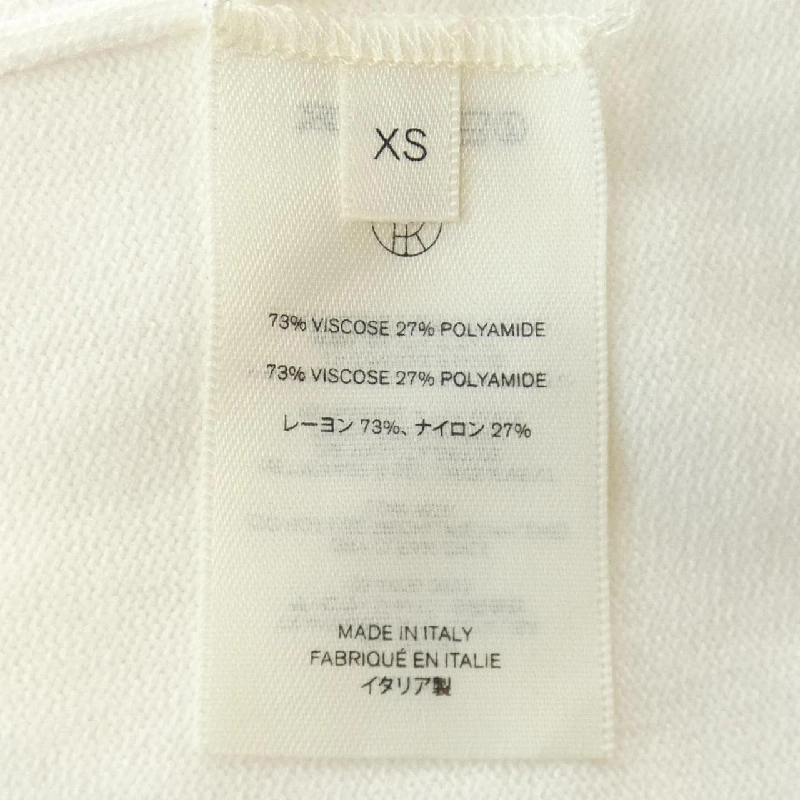 XS
73% VISCOSE 27% POLYAMIDE
73% VISCOSE 27% POLYAMIDE
レーヨン 73%、ナイロン 27%
MADE IN ITALY
FABRIQUÉ EN ITALIE
イタリア製